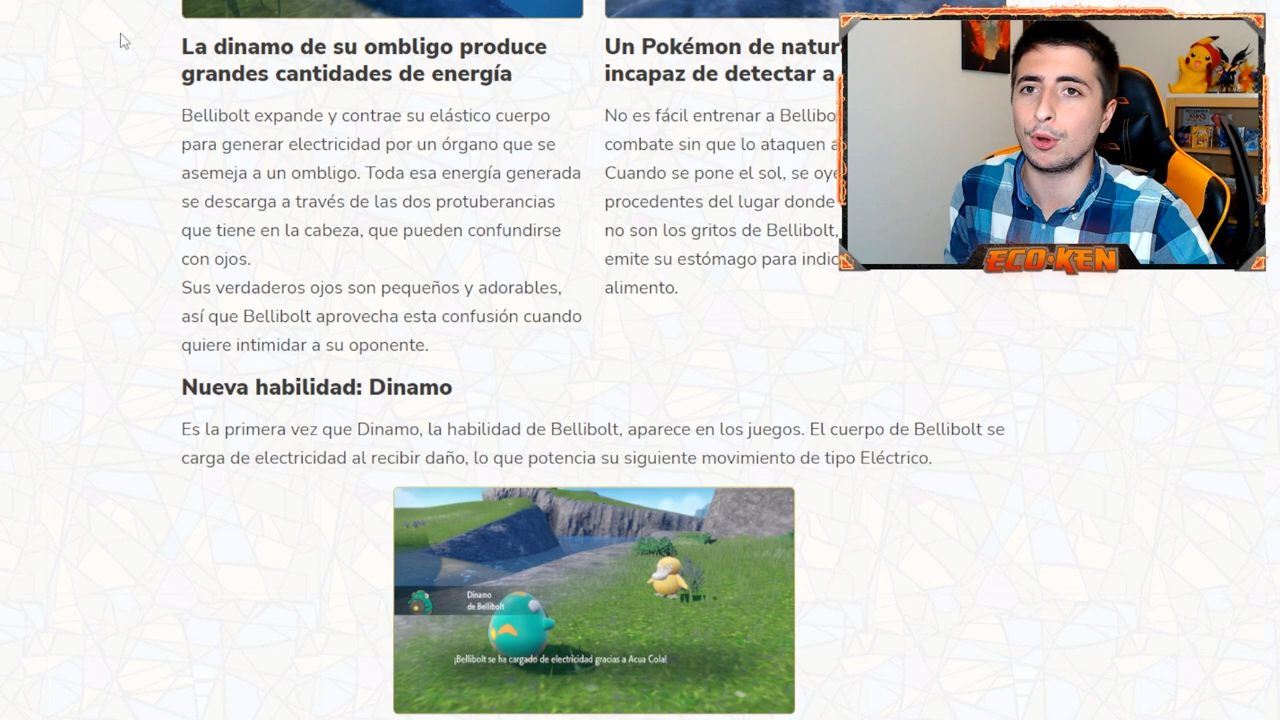 La dinamo de su ombligo produce
grandes cantidades de energía
Bellibolt expande y contrae su elástico cuerpo
para generar electricidad por un órgano que se
asemeja a un ombligo. Toda esa energía generada
se descarga a través de las dos protuberancias
que tiene en la cabeza, que pueden confundirse
con ojos.
Sus verdaderos ojos son pequeños y adorables,
así que Bellibolt aprovecha esta confusión cuando
quiere intimidar a su oponente.
Un Pokémon de natur
incapaz de detectar a
No es fácil entrenar a Bellibo
combate sin que lo ataquen a
Cuando se pone el sol, se oye
procedentes del lugar donde
no son los gritos de Bellibolt,
emite su estómago para indic
alimento.
Nueva habilidad: Dinamo
Es la primera vez que Dinamo, la habilidad de Bellibolt, aparece en los juegos. El cuerpo de Bellibolt se
carga de electricidad al recibir daño, lo que potencia su siguiente movimiento de tipo Eléctrico.
Dinamo
de Bellibolt
¡Bellibolt se ha cargado de electricidad gracias a Acua Cola!
ECO·KEN